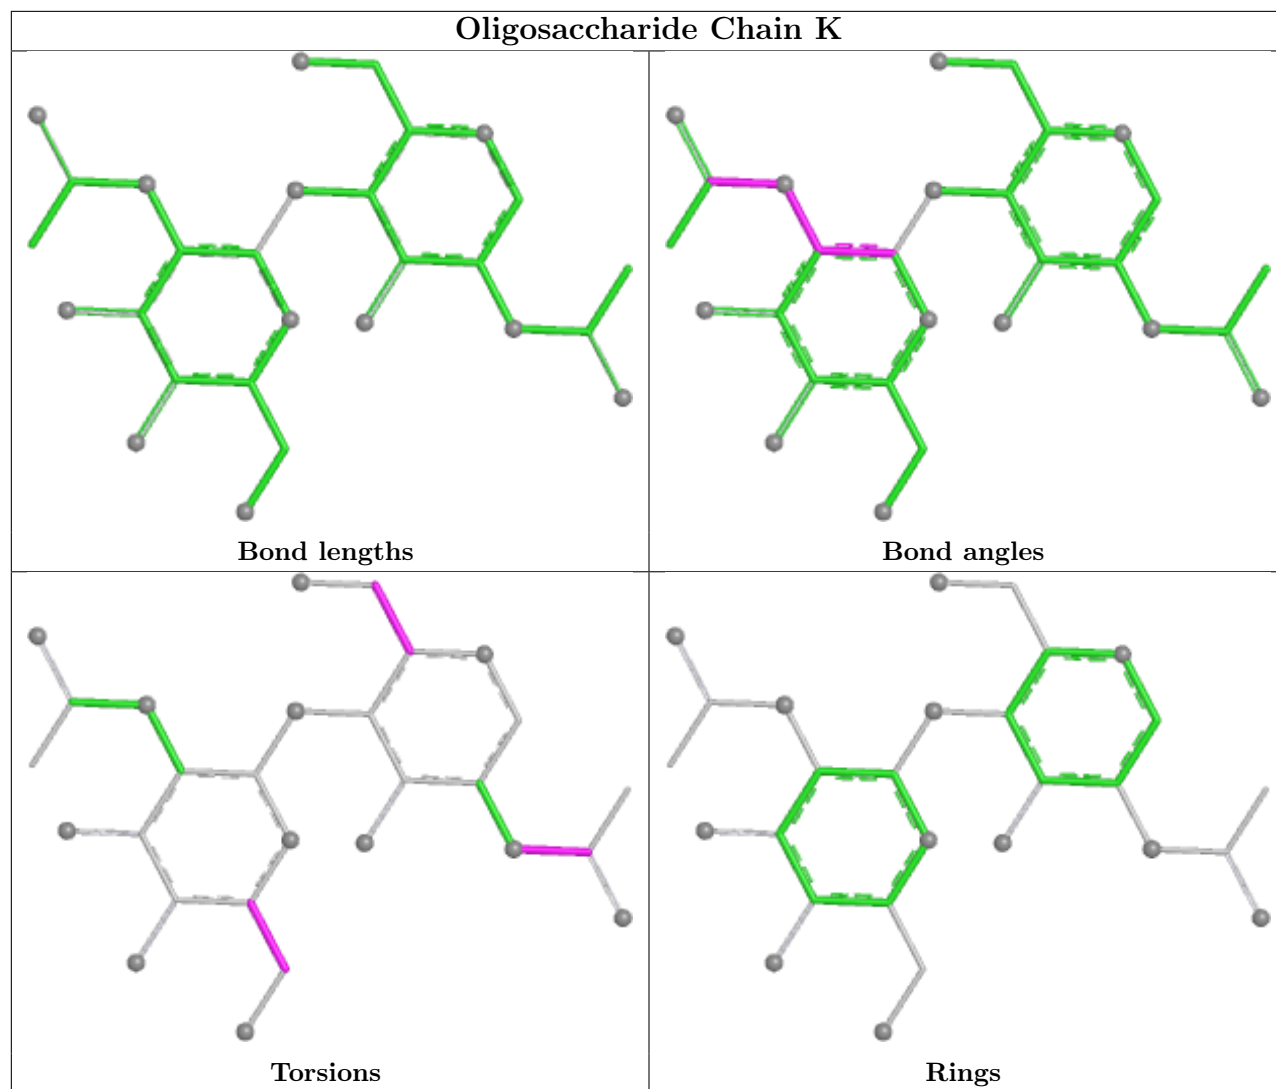 Oligosaccharide Chain K
Bond lengths
Bond angles
Torsions
Rings